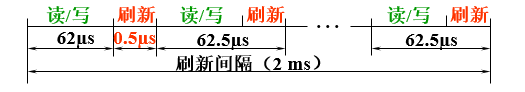 读/写 刷新 读/写 刷新 ... 读/写 刷新
62μs 0.5μs 62.5μs 62.5μs
刷新间隔（2 ms）